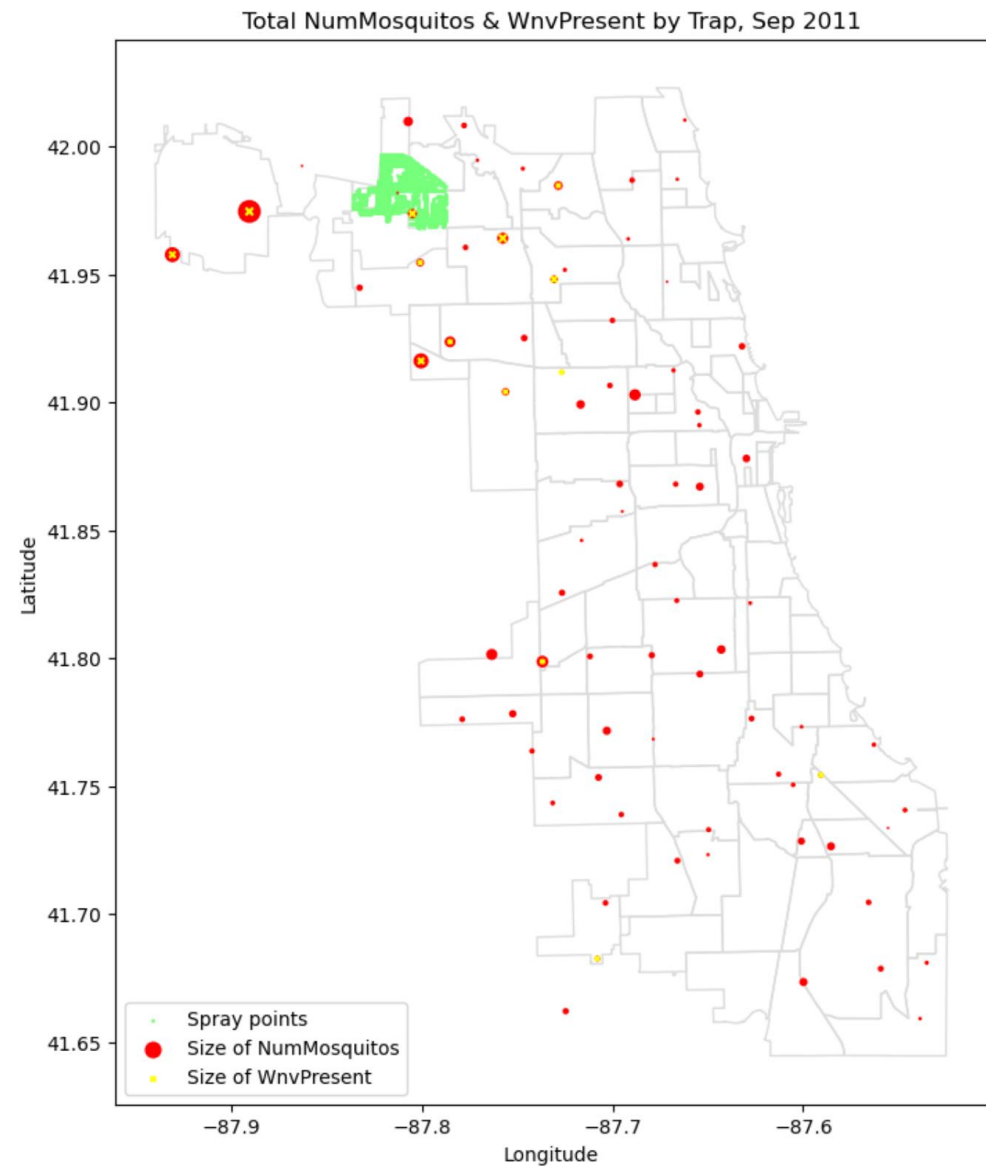 Total NumMosquitos & WnvPresent by Trap, Sep 2011
Latitude
42.00
41.95
41.90
41.85
41.80
41.75
41.70
41.65
Spray points
Size of NumMosquitos
Size of WnvPresent
−87.9
−87.8
−87.7
−87.6
Longitude